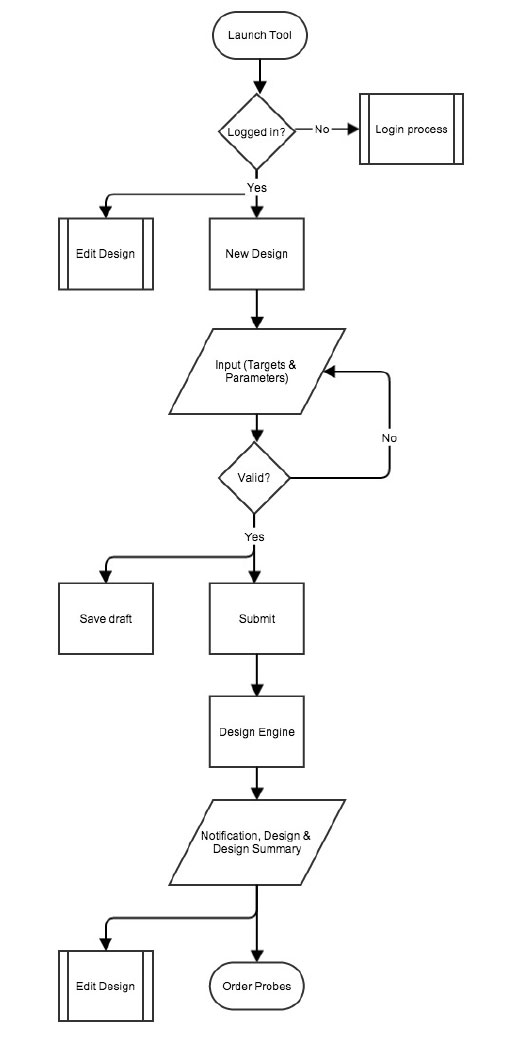 Launch Tool
Logged in?
No
Login process
Yes
Edit Design
New Design
Input (Targets &
Parameters)
No
Valid?
Yes
Save draft
Submit
Design Engine
Notification, Design &
Design Summary
Edit Design
Order Probes